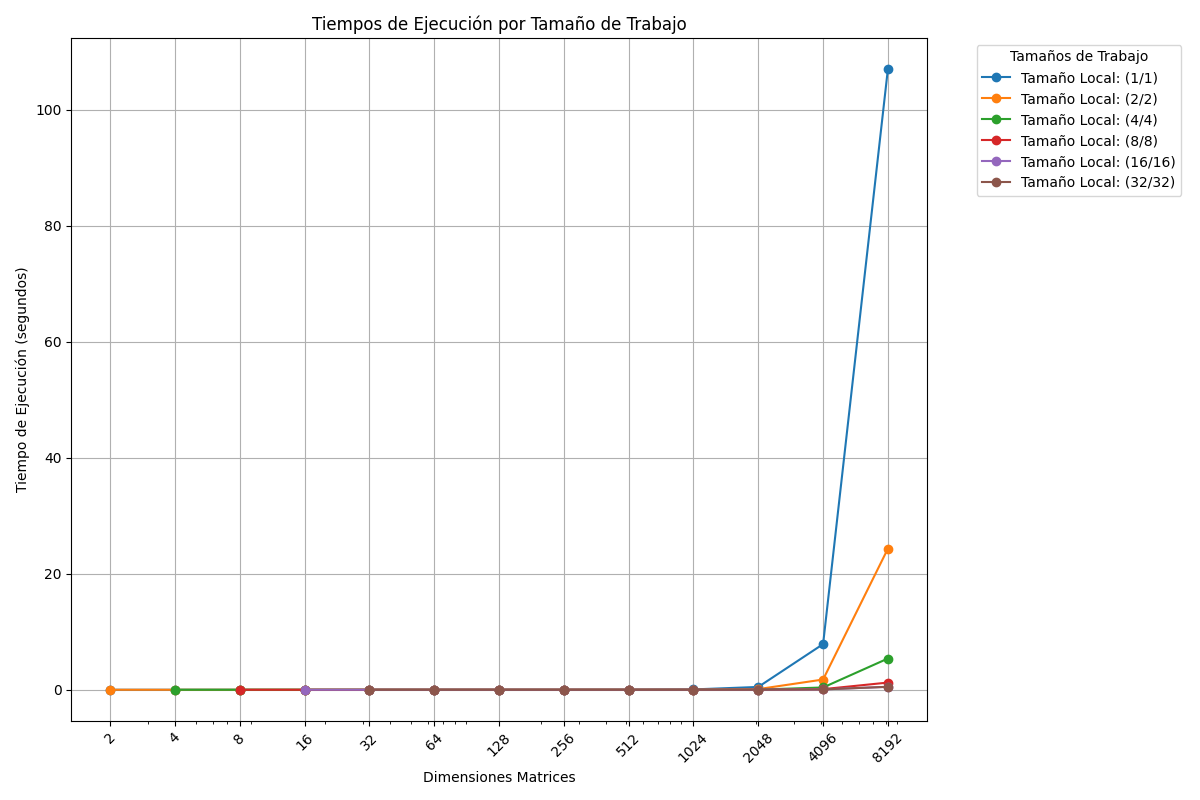 Tiempos de Ejecución por Tamaño de Trabajo
Tamaños de Trabajo
Tamaño Local: (1/1)
Tamaño Local: (2/2)
Tamaño Local: (4/4)
Tamaño Local: (8/8)
Tamaño Local: (16/16)
Tamaño Local: (32/32)
Tiempo de Ejecución (segundos)
100
80
60
40
20
0
2
4
8
16
32
64
128
256
512
1024
2048
4096
8192
Dimensiones Matrices